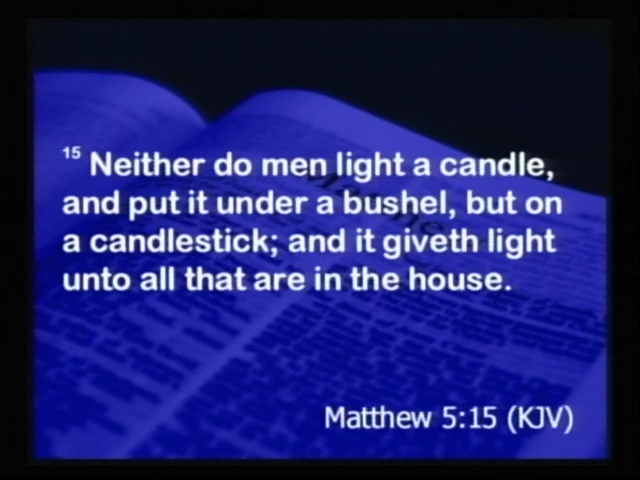 15 Neither do men light a candle,
and put it under a bushel, but on
a candlestick; and it giveth light
unto all that are in the house.
Matthew 5:15 (KJV)